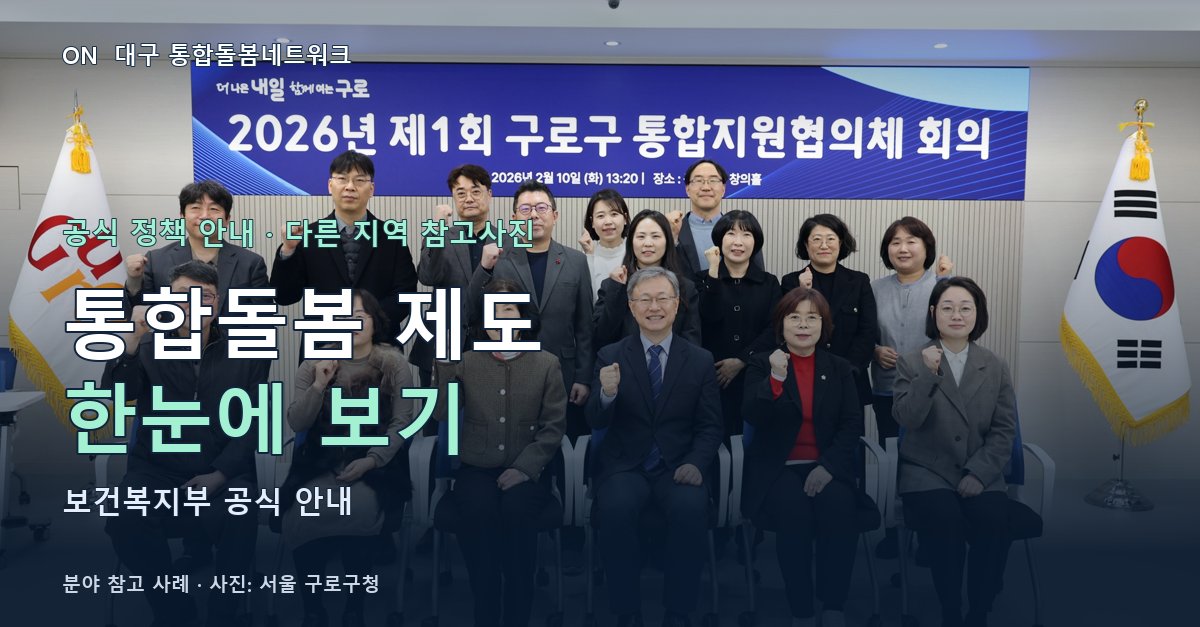 ON 대구 통합돌봄네트워크
더 나은 내일 함께 여는 구로
2026년 제1회 구로구 통합지원협의체 회의
2026년 2월 10일 (화) 13:20 | 장소 : 창의홀
공식 정책 안내 · 다른 지역 참고사진
통합돌봄 제도
한눈에 보기
보건복지부 공식 안내
분야 참고 사례 · 사진: 서울 구로구청